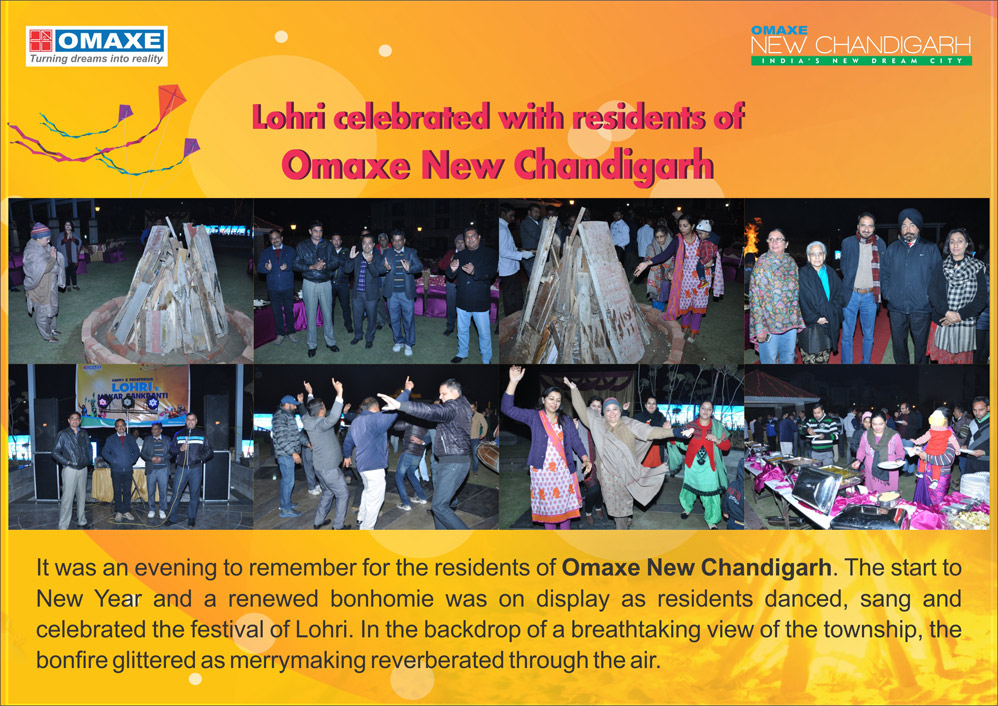 OMAXE
Turning dreams into reality
OMAXE
NEW CHANDIGARH
INDIA'S NEW DREAM CITY
Lohri celebrated with residents of
Omaxe New Chandigarh
LOHRI
MAKAR SANKRANTI
It was an evening to remember for the residents of Omaxe New Chandigarh. The start to
New Year and a renewed bonhomie was on display as residents danced, sang and
celebrated the festival of Lohri. In the backdrop of a breathtaking view of the township, the
bonfire glittered as merrymaking reverberated through the air.